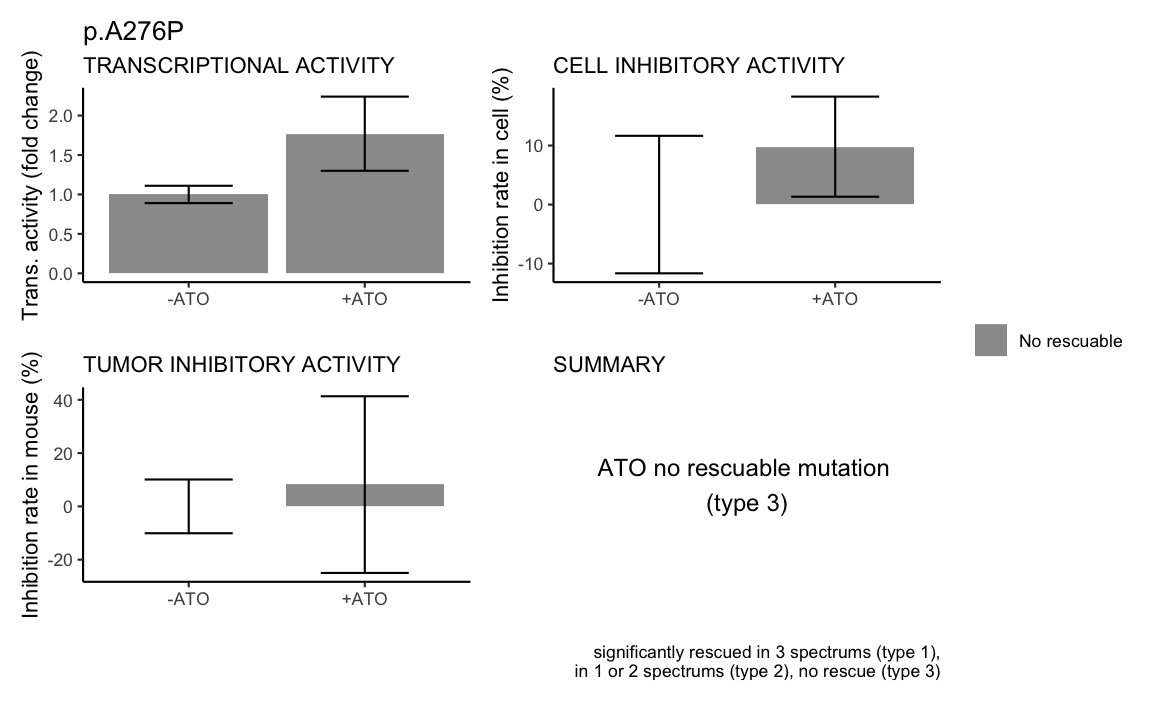 p.A276P
TRANSCRIPTIONAL ACTIVITY
Trans. activity (fold change)
2.0
1.5
1.0
0.5
0.0
-ATO +ATO
CELL INHIBITORY ACTIVITY
Inhibition rate in cell (%)
10
0
-10
-ATO +ATO
No rescuable
TUMOR INHIBITORY ACTIVITY
Inhibition rate in mouse (%)
40
20
0
-20
-ATO +ATO
SUMMARY
ATO no rescuable mutation
(type 3)
significantly rescued in 3 spectrums (type 1),
in 1 or 2 spectrums (type 2), no rescue (type 3)